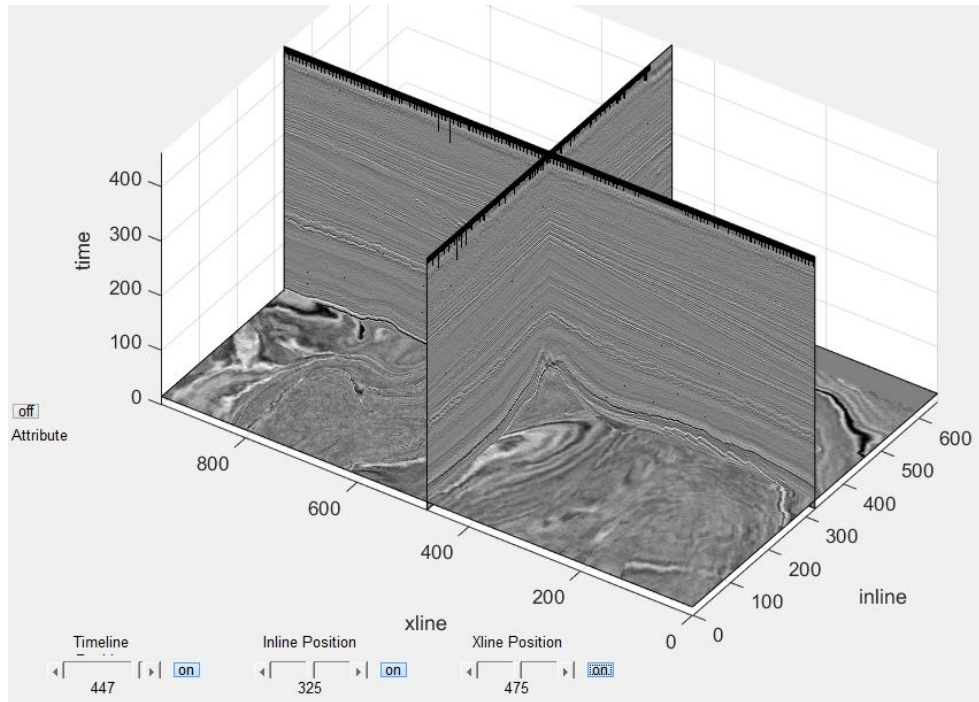 400
300
time
200
100
0
off
Attribute
800
600
400
200
0
xline
0
100
200
300
400
500
600
inline
Timeline
Inline Position
Xline Position
on
on
on
447
325
475